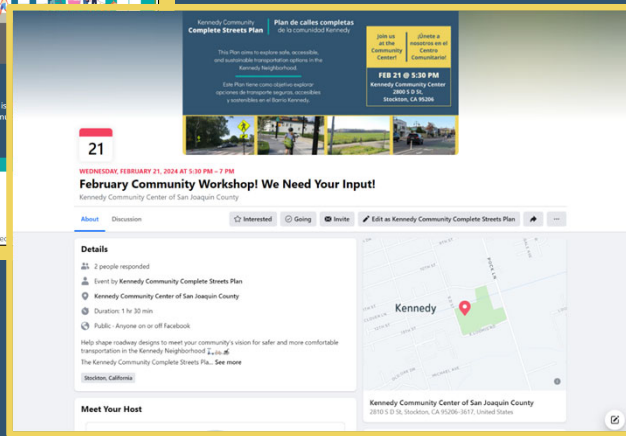 Kennedy Community
Complete Streets Plan
Plan de calles completas
de la comunidad Kennedy
This Plan aims to explore safe, accessible,
and sustainable transportation options in the
Kennedy Neighborhood.
Este Plan tiene como objetivo explorar
opciones de transporte seguras, accesibles
y sostenibles en el Barrio Kennedy.
Join us
at the
Community
Center!
¡Únete a
nosotros en el
Centro
Comunitario!
FEB 21 @ 5:30 PM
Kennedy Community Center
2800 S D St,
Stockton, CA 95206
21
WEDNESDAY, FEBRUARY 21, 2024 AT 5:30 PM – 7 PM
February Community Workshop! We Need Your Input!
Kennedy Community Center of San Joaquin County
About Discussion Interested Going Invite Edit as Kennedy Community Complete Streets Plan
Details
2 people responded
Event by Kennedy Community Complete Streets Plan
Kennedy Community Center of San Joaquin County
Duration: 1 hr 30 min
Public · Anyone on or off Facebook
Help shape roadway designs to meet your community's vision for safer and more comfortable
transportation in the Kennedy Neighborhood
The Kennedy Community Complete Streets Pla... See more
Stockton, California
Meet Your Host
Kennedy
Kennedy Community Center of San Joaquin County
2810 S D St, Stockton, CA 95206-3617, United States